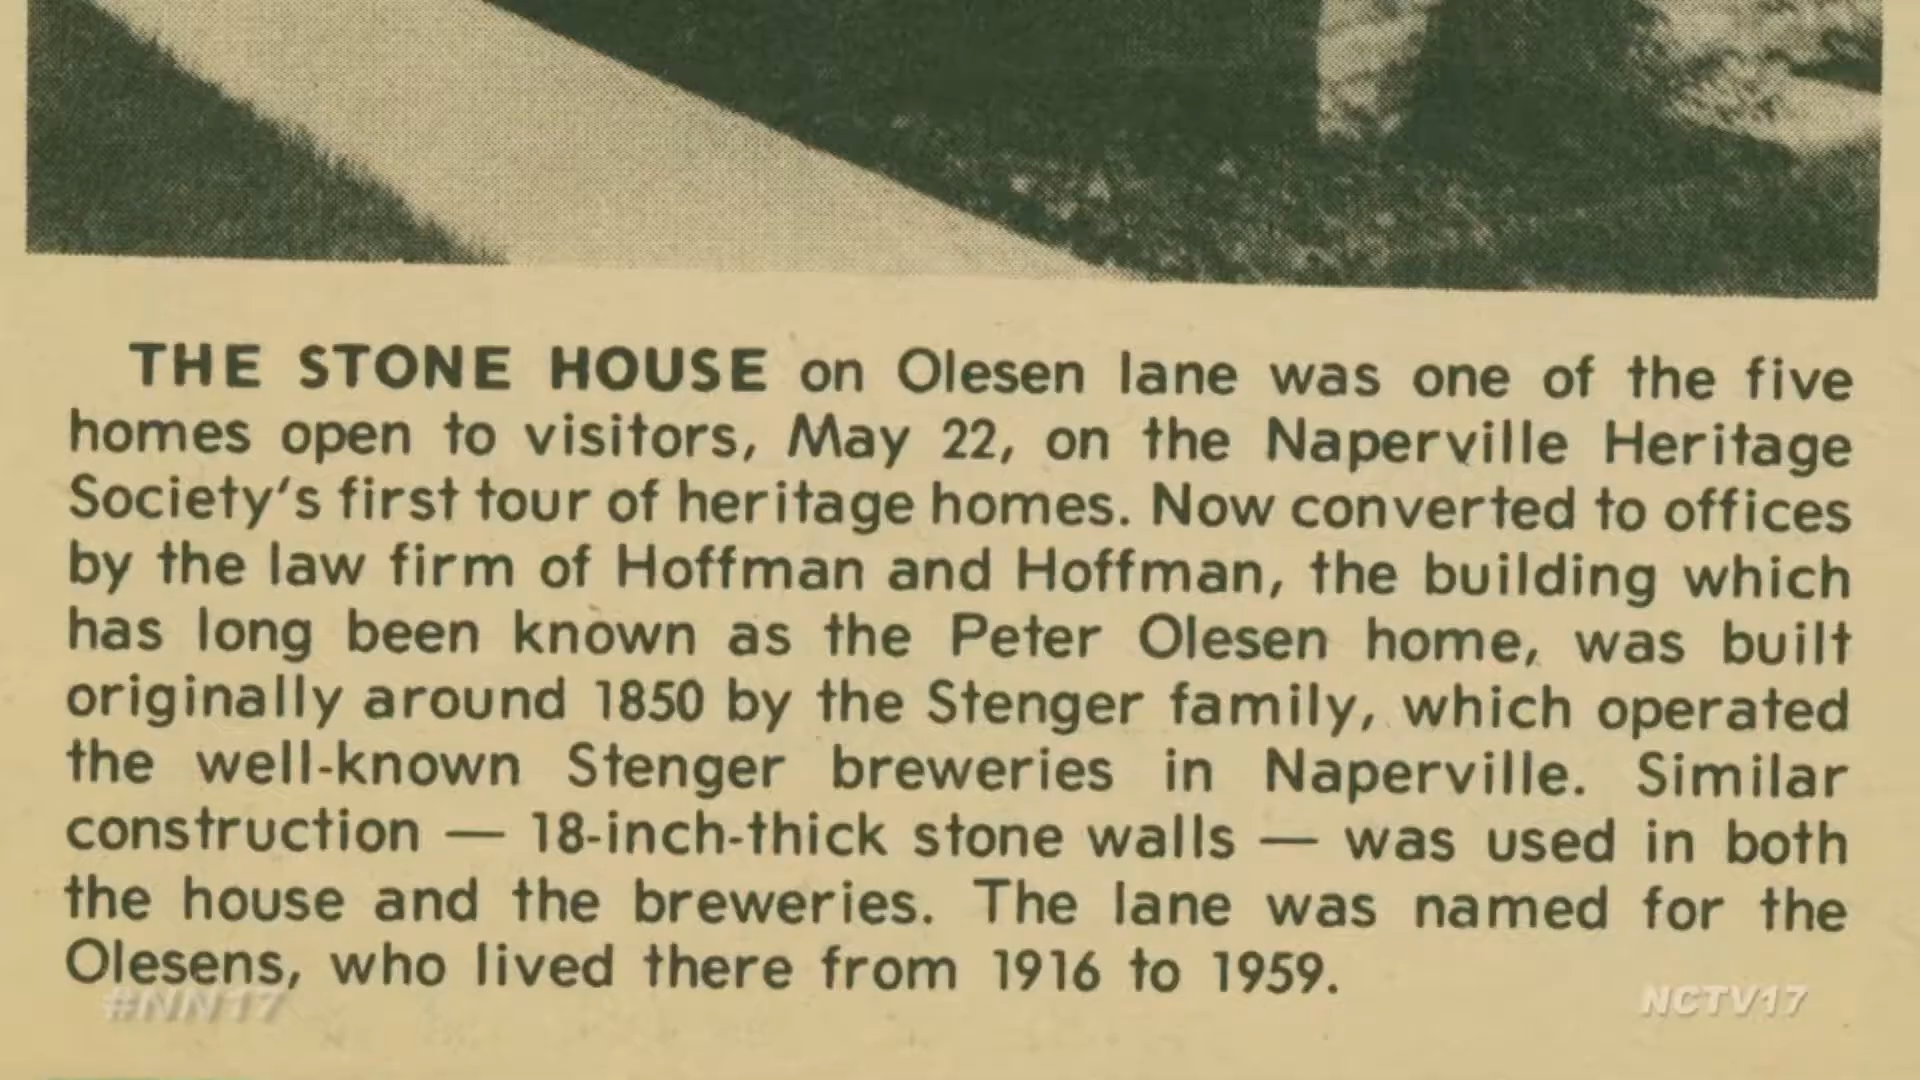 THE STONE HOUSE on Olesen lane was one of the five
homes open to visitors, May 22, on the Naperville Heritage
Society's first tour of heritage homes. Now converted to offices
by the law firm of Hoffman and Hoffman, the building which
has long been known as the Peter Olesen home, was built
originally around 1850 by the Stenger family, which operated
the well-known Stenger breweries in Naperville. Similar
construction — 18-inch-thick stone walls — was used in both
the house and the breweries. The lane was named for the
Olesens, who lived there from 1916 to 1959.
#NN17
NCTV17